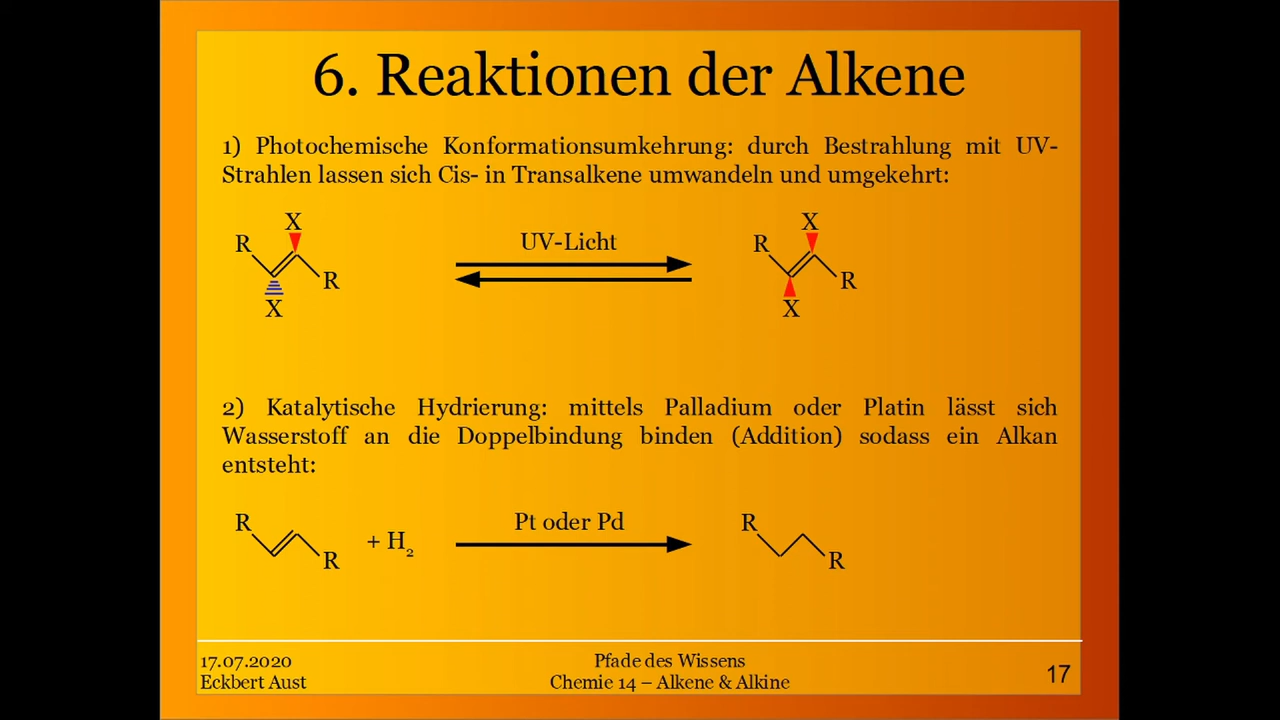 6. Reaktionen der Alkene
1) Photochemische Konformationsumkehrung: durch Bestrahlung mit UV-
Strahlen lassen sich Cis- in Transalkene umwandeln und umgekehrt:
X
R
R
X
UV-Licht
X
R
R
X
2) Katalytische Hydrierung: mittels Palladium oder Platin lässt sich
Wasserstoff an die Doppelbindung binden (Addition) sodass ein Alkan
entsteht:
R
R
+ H₂
Pt oder Pd
R
R
17.07.2020
Eckbert Aust
Pfade des Wissens
Chemie 14 – Alkene & Alkine
17